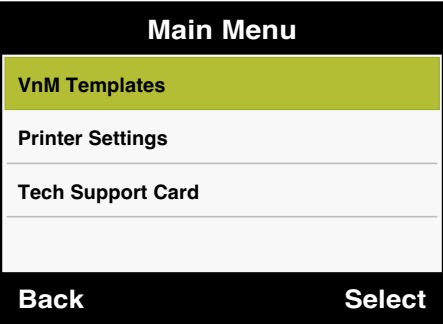 Main Menu
VnM Templates
Printer Settings
Tech Support Card
Back Select